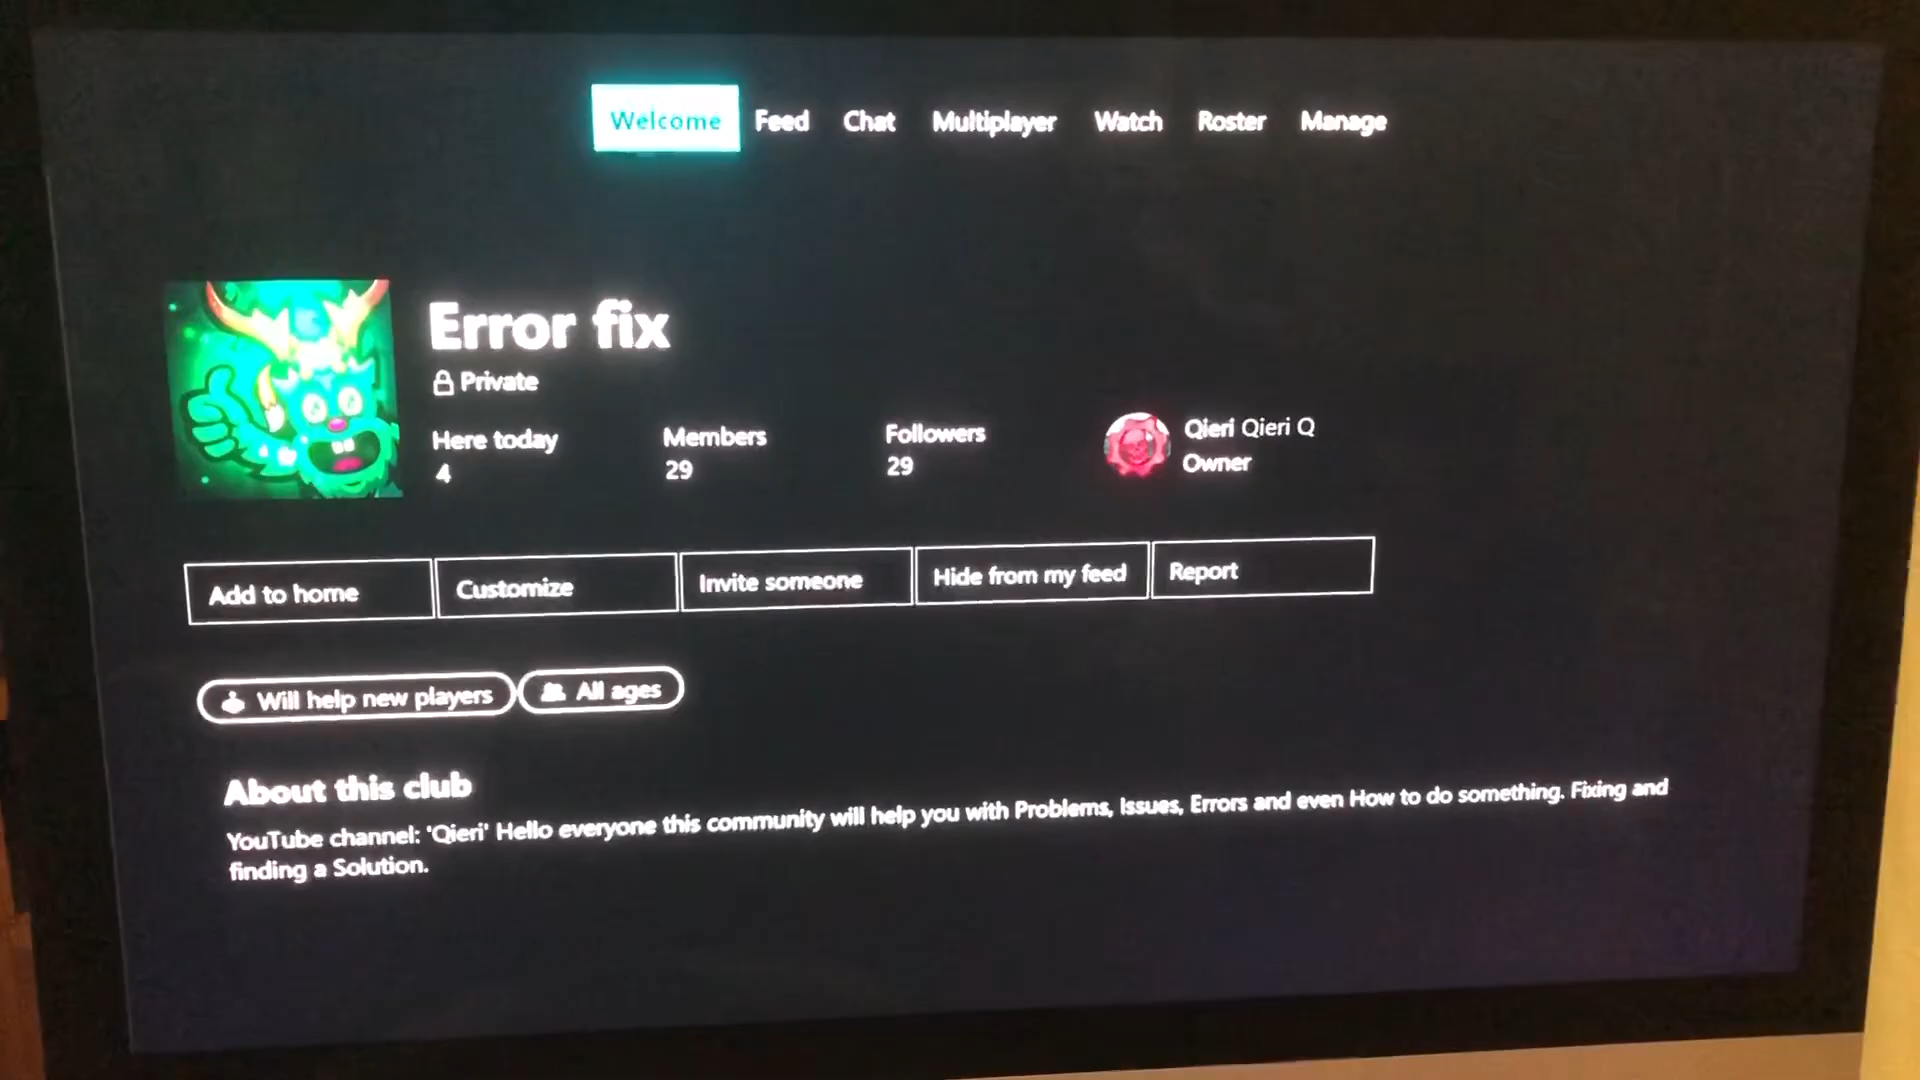 Welcome Feed Chat Multiplayer Watch Roster Manage
Error fix
Private
Here today Members Followers Qieri Qieri Q
4 29 29 Owner
Add to home Customize Invite someone Hide from my feed Report
Will help new players All ages
About this club
YouTube channel: 'Qieri' Hello everyone this community will help you with Problems, Issues, Errors and even How to do something. Fixing and
finding a Solution.